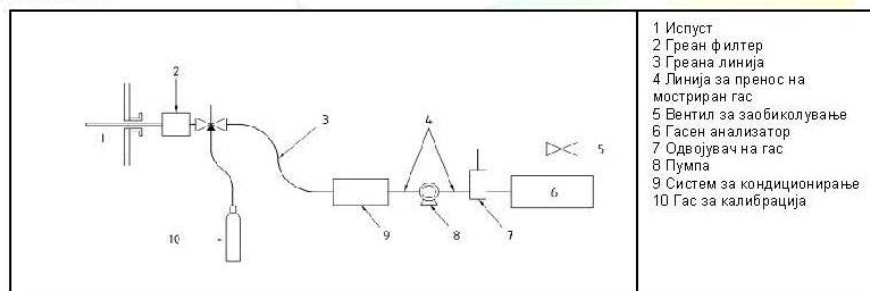 2
1
3
4
5
6
10
9
8
7
1 Испуст
2 Греан филтер
3 Греана линија
4 Линија за пренос на
мостриран гас
5 Вентил за заобиколување
6 Гасен анализатор
7 Одвојувач на гас
8 Пумпа
9 Систем за кондиционирање
10 Гас за калибрација